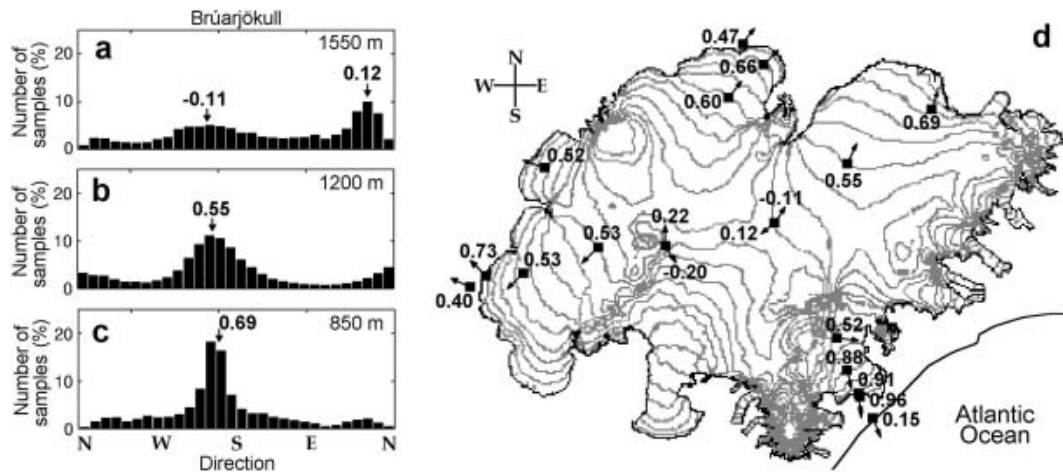 Brúarjökull
a
1550 m
Number of
samples (%)
20
10
0
-0.11
0.12
b
1200 m
Number of
samples (%)
20
10
0
0.55
c
850 m
Number of
samples (%)
20
10
0
0.69
N W S E N
Direction
d
N
W E
S
0.47
0.66
0.60
0.69
0.52
0.55
-0.11
0.12
0.22
0.53
-0.20
0.73
0.53
0.40
0.52
0.88
0.91
0.96
0.15
Atlantic
Ocean